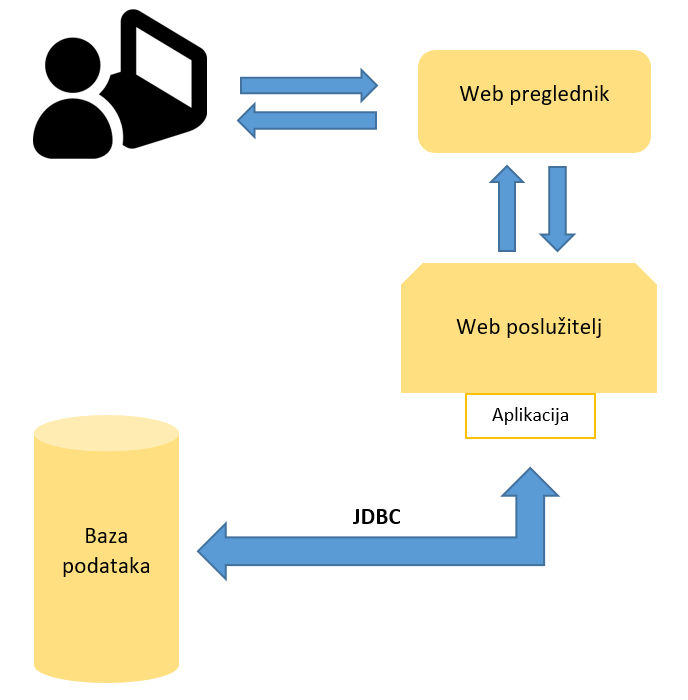 Web preglednik
Web poslužitelj
Aplikacija
JDBC
Baza
podataka